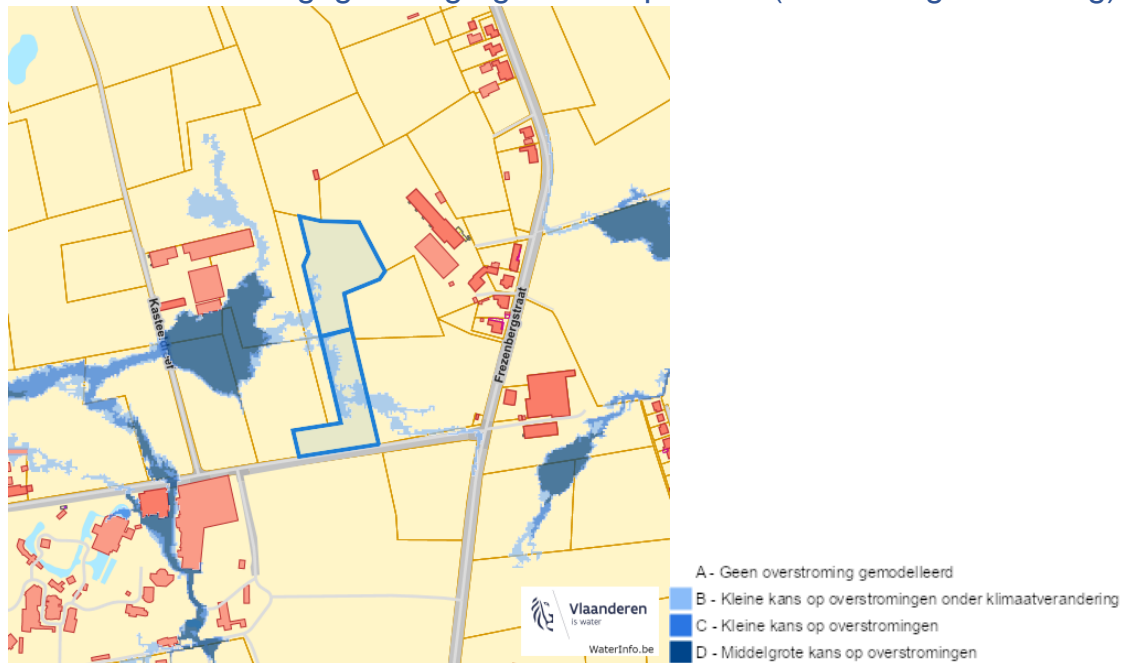 Frezenbergstraat
Vlaanderen
is water
WaterInfo.be
A - Geen overstroming gemodelleerd
B - Kleine kans op overstromingen onder klimaatverandering
C - Kleine kans op overstromingen
D - Middelgrote kans op overstromingen